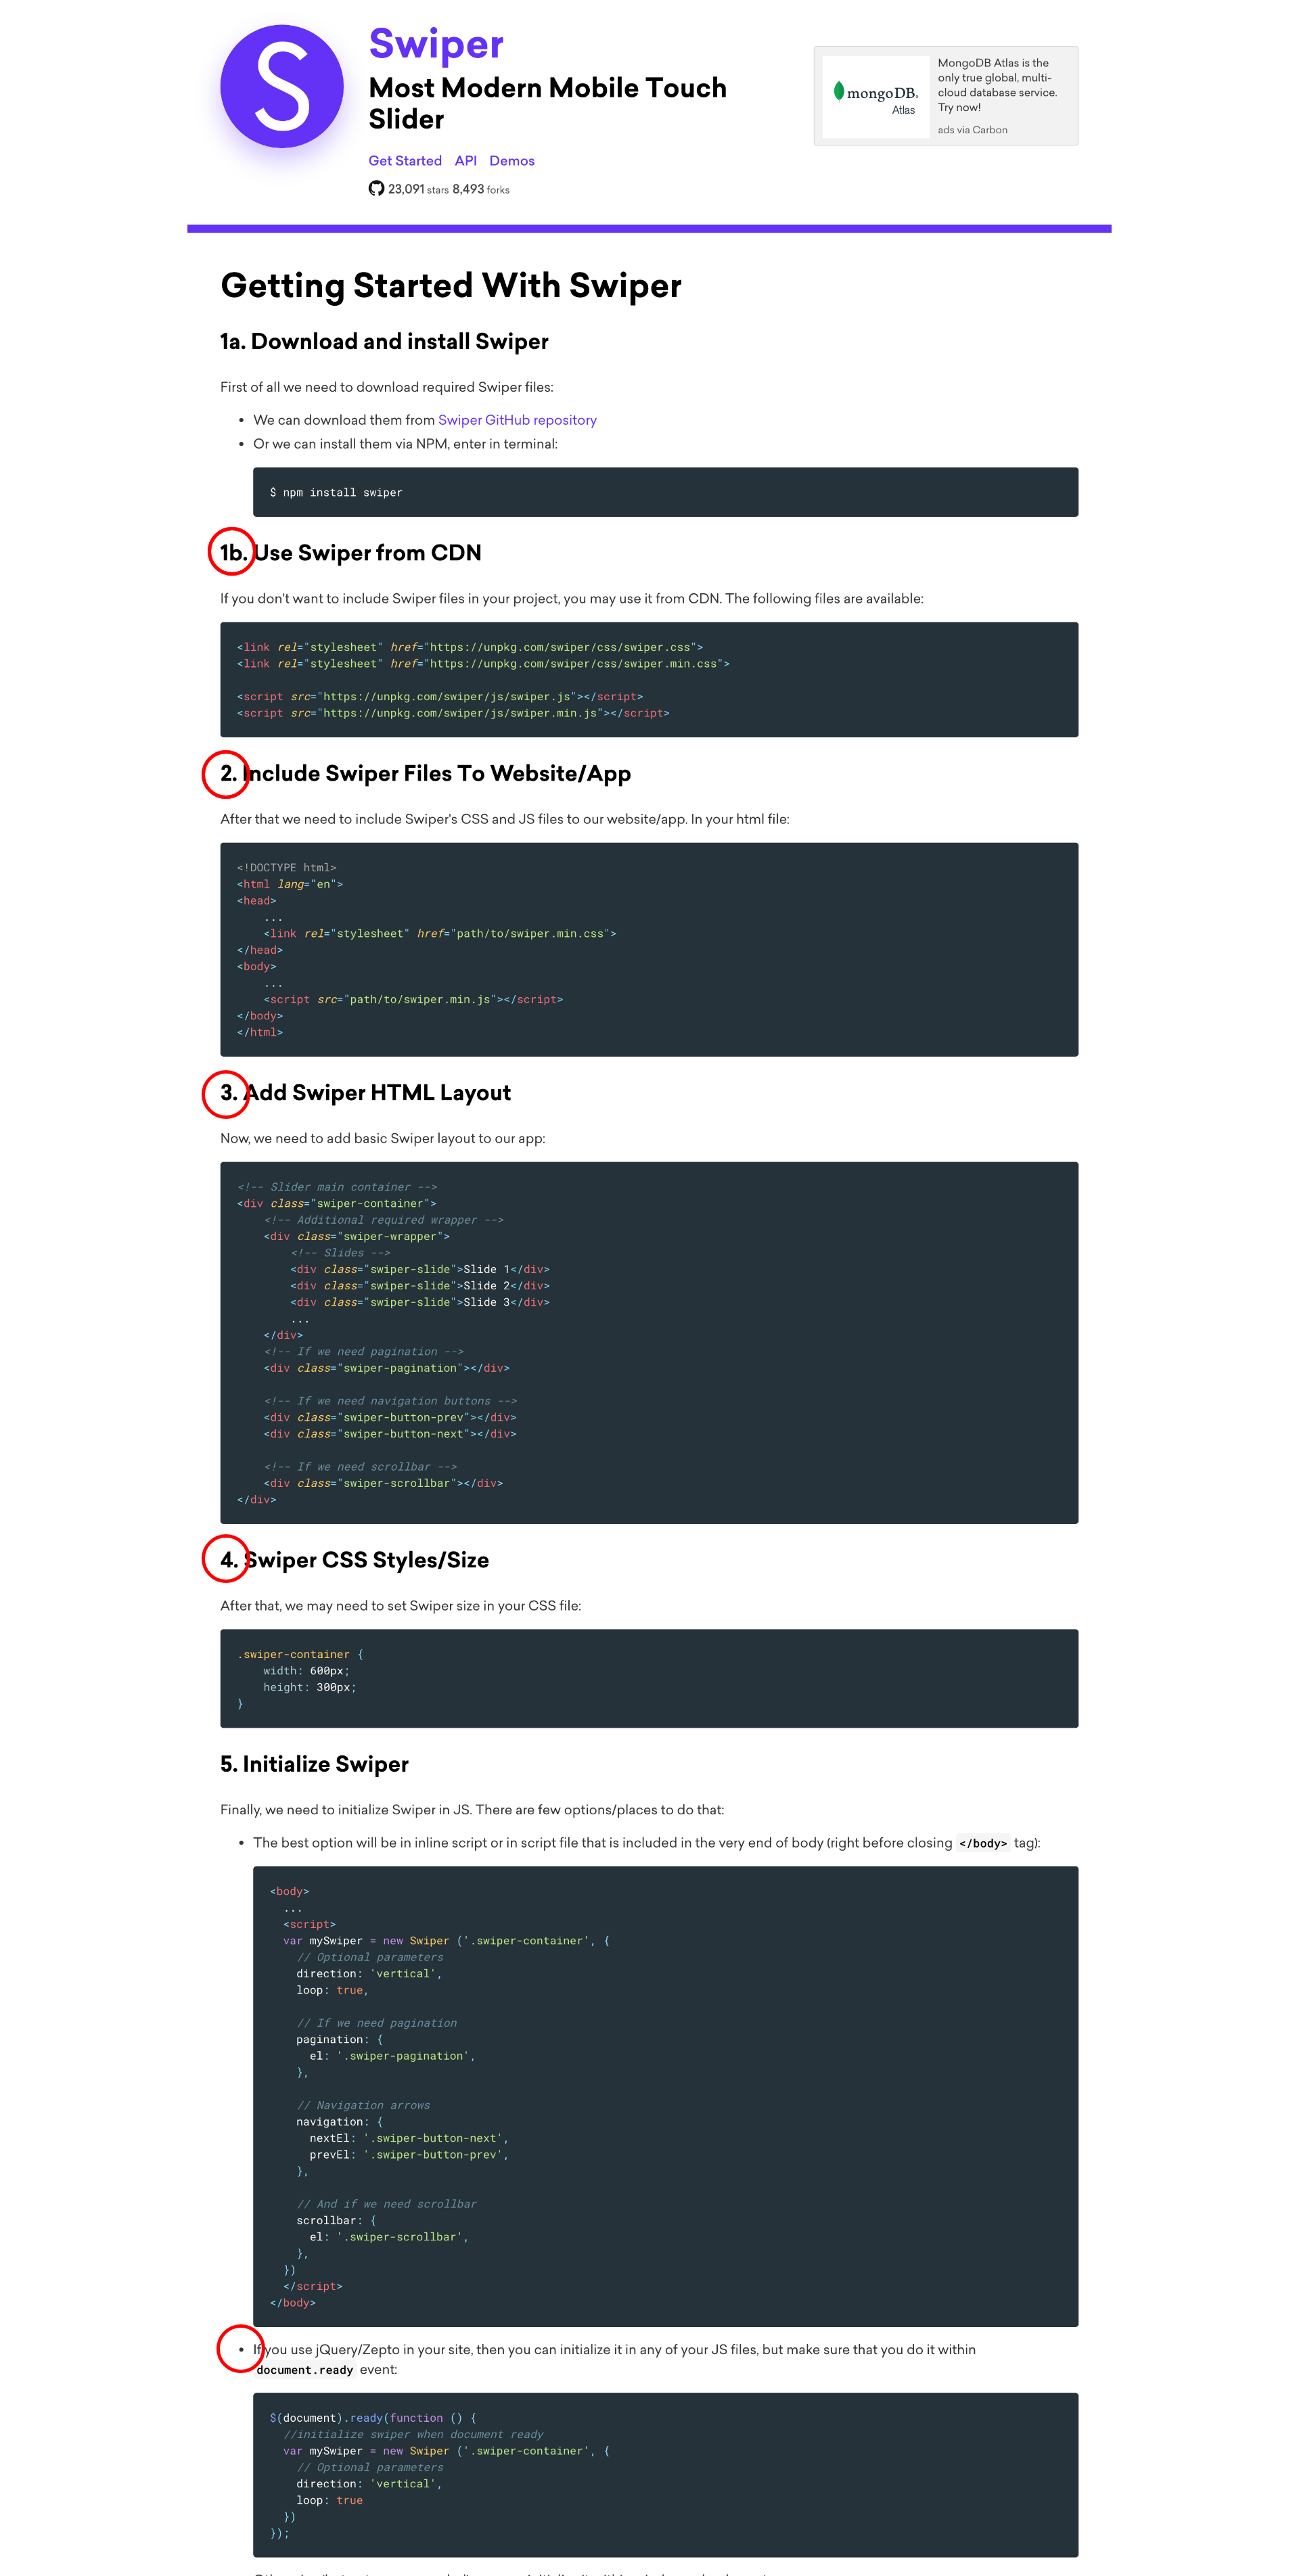 Swiper
Most Modern Mobile Touch
Slider
Get Started API Demos
23,091 stars 8,493 forks
mongoDB.
Atlas
MongoDB Atlas is the
only true global, multi-
cloud database service.
Try now!
ads via Carbon
Getting Started With Swiper
1a. Download and install Swiper
First of all we need to download required Swiper files:
• We can download them from Swiper GitHub repository
• Or we can install them via NPM, enter in terminal:
$ npm install swiper
1b. Use Swiper from CDN
If you don't want to include Swiper files in your project, you may use it from CDN. The following files are available:
<link rel="stylesheet" href="https://unpkg.com/swiper/css/swiper.css">
<link rel="stylesheet" href="https://unpkg.com/swiper/css/swiper.min.css">
<script src="https://unpkg.com/swiper/js/swiper.js"></script>
<script src="https://unpkg.com/swiper/js/swiper.min.js"></script>
2. Include Swiper Files To Website/App
After that we need to include Swiper's CSS and JS files to our website/app. In your html file:
<!DOCTYPE html>
<html lang="en">
<head>
    ...
    <link rel="stylesheet" href="path/to/swiper.min.css">
</head>
<body>
    ...
    <script src="path/to/swiper.min.js"></script>
</body>
</html>
3. Add Swiper HTML Layout
Now, we need to add basic Swiper layout to our app:
<!-- Slider main container -->
<div class="swiper-container">
    <!-- Additional required wrapper -->
    <div class="swiper-wrapper">
        <!-- Slides -->
        <div class="swiper-slide">Slide 1</div>
        <div class="swiper-slide">Slide 2</div>
        <div class="swiper-slide">Slide 3</div>
        ...
    </div>
    <!-- If we need pagination -->
    <div class="swiper-pagination"></div>
    <!-- If we need navigation buttons -->
    <div class="swiper-button-prev"></div>
    <div class="swiper-button-next"></div>
    <!-- If we need scrollbar -->
    <div class="swiper-scrollbar"></div>
</div>
4. Swiper CSS Styles/Size
After that, we may need to set Swiper size in your CSS file:
.swiper-container {
    width: 600px;
    height: 300px;
}
5. Initialize Swiper
Finally, we need to initialize Swiper in JS. There are few options/places to do that:
• The best option will be in inline script or in script file that is included in the very end of body (right before closing </body> tag):
<body>
  ...
  <script>
  var mySwiper = new Swiper ('.swiper-container', {
    // Optional parameters
    direction: 'vertical',
    loop: true,
    // If we need pagination
    pagination: {
      el: '.swiper-pagination',
    },
    // Navigation arrows
    navigation: {
      nextEl: '.swiper-button-next',
      prevEl: '.swiper-button-prev',
    },
    // And if we need scrollbar
    scrollbar: {
      el: '.swiper-scrollbar',
    },
  })
  </script>
</body>
• If you use jQuery/Zepto in your site, then you can initialize it in any of your JS files, but make sure that you do it within
document.ready event:
$(document).ready(function () {
  //initialize swiper when document ready
  var mySwiper = new Swiper ('.swiper-container', {
    // Optional parameters
    direction: 'vertical',
    loop: true
  })
});